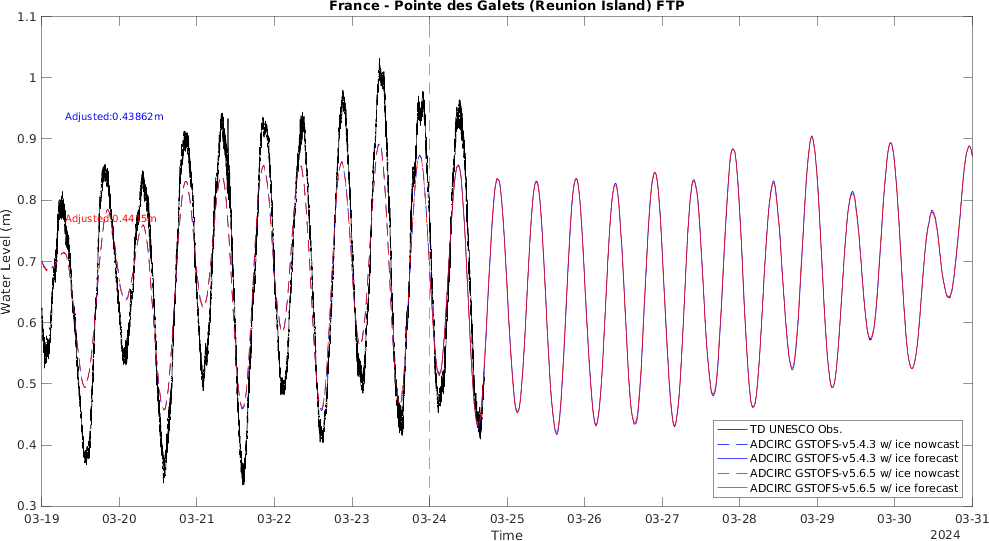 France - Pointe des Galets (Reunion Island) FTP
1.1
1
0.9
0.8
0.7
0.6
0.5
0.4
0.3
Water Level (m)
Adjusted:0.43862m
Adjusted:0.4415m
TD UNESCO Obs.
ADCIRC GSTOFS-v5.4.3 w/ ice nowcast
ADCIRC GSTOFS-v5.4.3 w/ ice forecast
ADCIRC GSTOFS-v5.6.5 w/ ice nowcast
ADCIRC GSTOFS-v5.6.5 w/ ice forecast
03-19 03-20 03-21 03-22 03-23 03-24 03-25 03-26 03-27 03-28 03-29 03-30 03-31
Time
2024